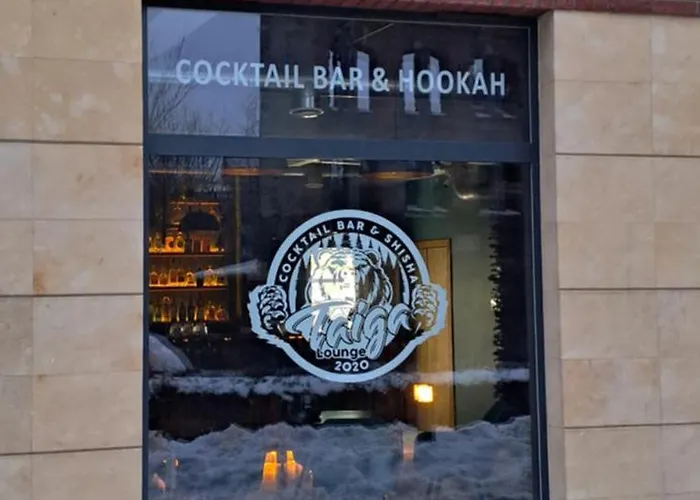 COCKTAIL BAR & HOOKAH
COCKTAIL BAR & SHISHA
Taiga
Lounge
2020